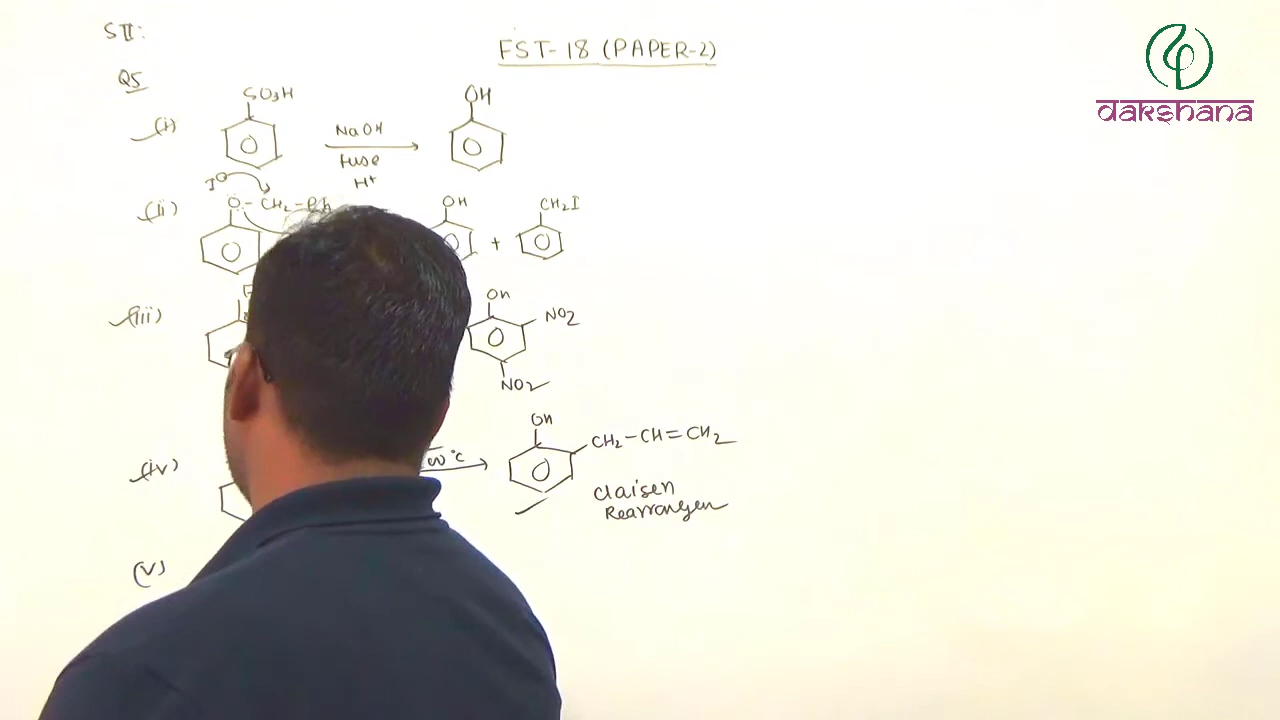 SII:
FST-18 (PAPER-2)
dakshana
Q5
(i)
SO3H
NaOH
fuse
H+
OH
(ii)
I⊖
Ö-CH2-Ph
OH
+
CH2I
(iii)
OH
NO2
NO2
(iv)
00°C
OH
CH2-CH=CH2
Claisen
Rearrangen
(v)